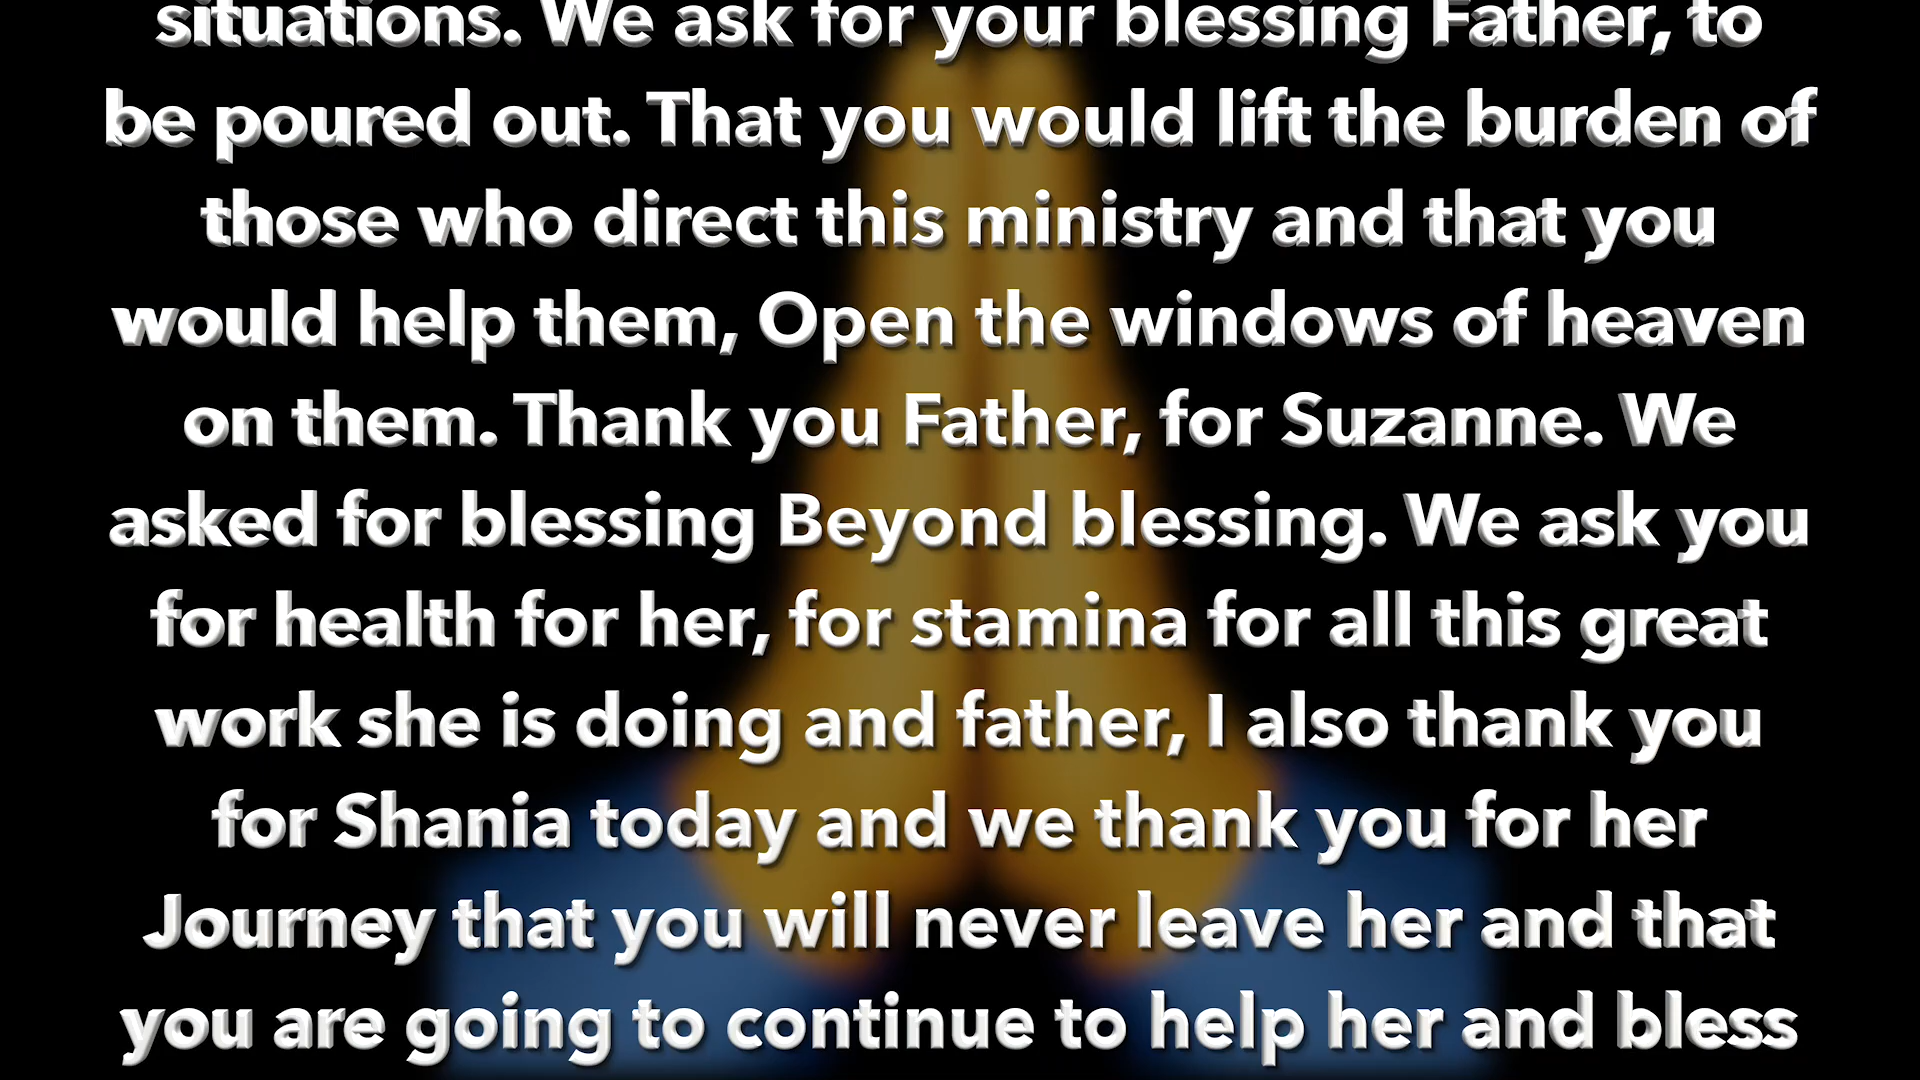 situations. We ask for your blessing Father, to
be poured out. That you would lift the burden of
those who direct this ministry and that you
would help them, Open the windows of heaven
on them. Thank you Father, for Suzanne. We
asked for blessing Beyond blessing. We ask you
for health for her, for stamina for all this great
work she is doing and father, I also thank you
for Shania today and we thank you for her
Journey that you will never leave her and that
you are going to continue to help her and bless